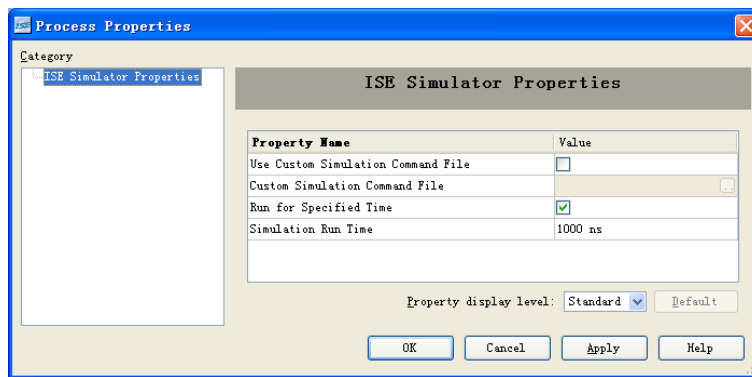 ISE Process Properties
Category
ISE Simulator Properties
ISE Simulator Properties
Property Name Value
Use Custom Simulation Command File
Custom Simulation Command File
Run for Specified Time
Simulation Run Time 1000 ns
Property display level: Standard Default
OK Cancel Apply Help